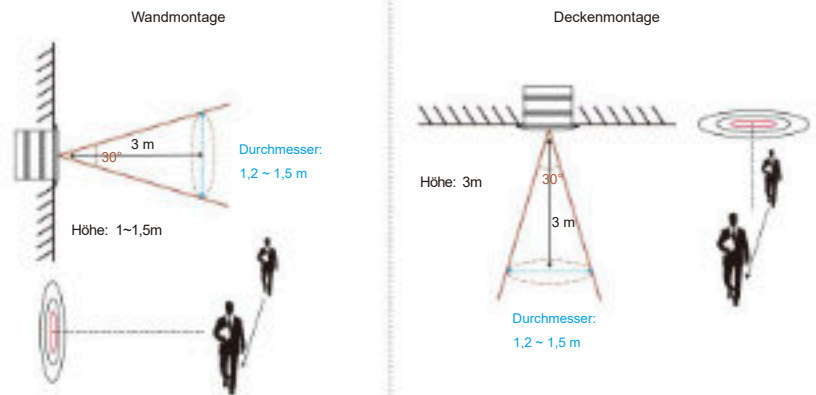 Wandmontage
3 m
30°
Durchmesser:
1,2 ~ 1,5 m
Höhe: 1~1,5m
Deckenmontage
Höhe: 3m
30°
3 m
Durchmesser:
1,2 ~ 1,5 m